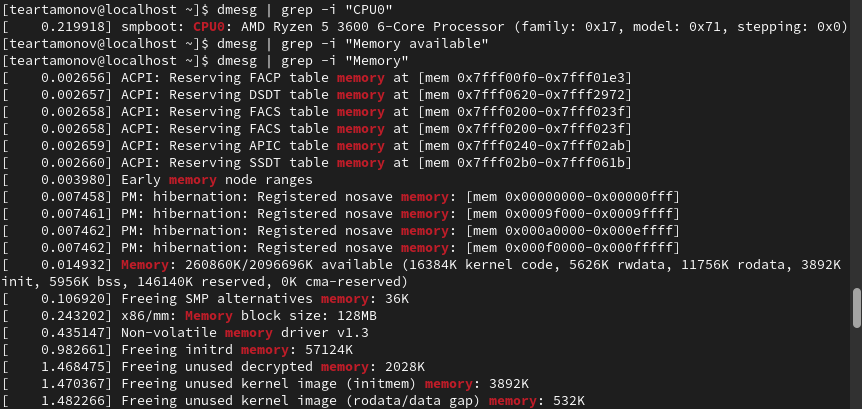 [teartamonov@localhost ~]$ dmesg | grep -i "CPU0"
[    0.219918] smpboot: CPU0: AMD Ryzen 5 3600 6-Core Processor (family: 0x17, model: 0x71, stepping: 0x0)
[teartamonov@localhost ~]$ dmesg | grep -i "Memory available"
[teartamonov@localhost ~]$ dmesg | grep -i "Memory"
[    0.002656] ACPI: Reserving FACP table memory at [mem 0x7fff00f0-0x7fff01e3]
[    0.002657] ACPI: Reserving DSDT table memory at [mem 0x7fff0620-0x7fff2972]
[    0.002658] ACPI: Reserving FACS table memory at [mem 0x7fff0200-0x7fff023f]
[    0.002658] ACPI: Reserving FACS table memory at [mem 0x7fff0200-0x7fff023f]
[    0.002659] ACPI: Reserving APIC table memory at [mem 0x7fff0240-0x7fff02ab]
[    0.002660] ACPI: Reserving SSDT table memory at [mem 0x7fff02b0-0x7fff061b]
[    0.003980] Early memory node ranges
[    0.007458] PM: hibernation: Registered nosave memory: [mem 0x00000000-0x00000fff]
[    0.007461] PM: hibernation: Registered nosave memory: [mem 0x0009f000-0x0009ffff]
[    0.007462] PM: hibernation: Registered nosave memory: [mem 0x000a0000-0x000effff]
[    0.007462] PM: hibernation: Registered nosave memory: [mem 0x000f0000-0x000fffff]
[    0.014932] Memory: 260860K/2096696K available (16384K kernel code, 5626K rwdata, 11756K rodata, 3892K
init, 5956K bss, 146140K reserved, 0K cma-reserved)
[    0.106920] Freeing SMP alternatives memory: 36K
[    0.243202] x86/mm: Memory block size: 128MB
[    0.435147] Non-volatile memory driver v1.3
[    0.982661] Freeing initrd memory: 57124K
[    1.468475] Freeing unused decrypted memory: 2028K
[    1.470367] Freeing unused kernel image (initmem) memory: 3892K
[    1.482266] Freeing unused kernel image (rodata/data gap) memory: 532K